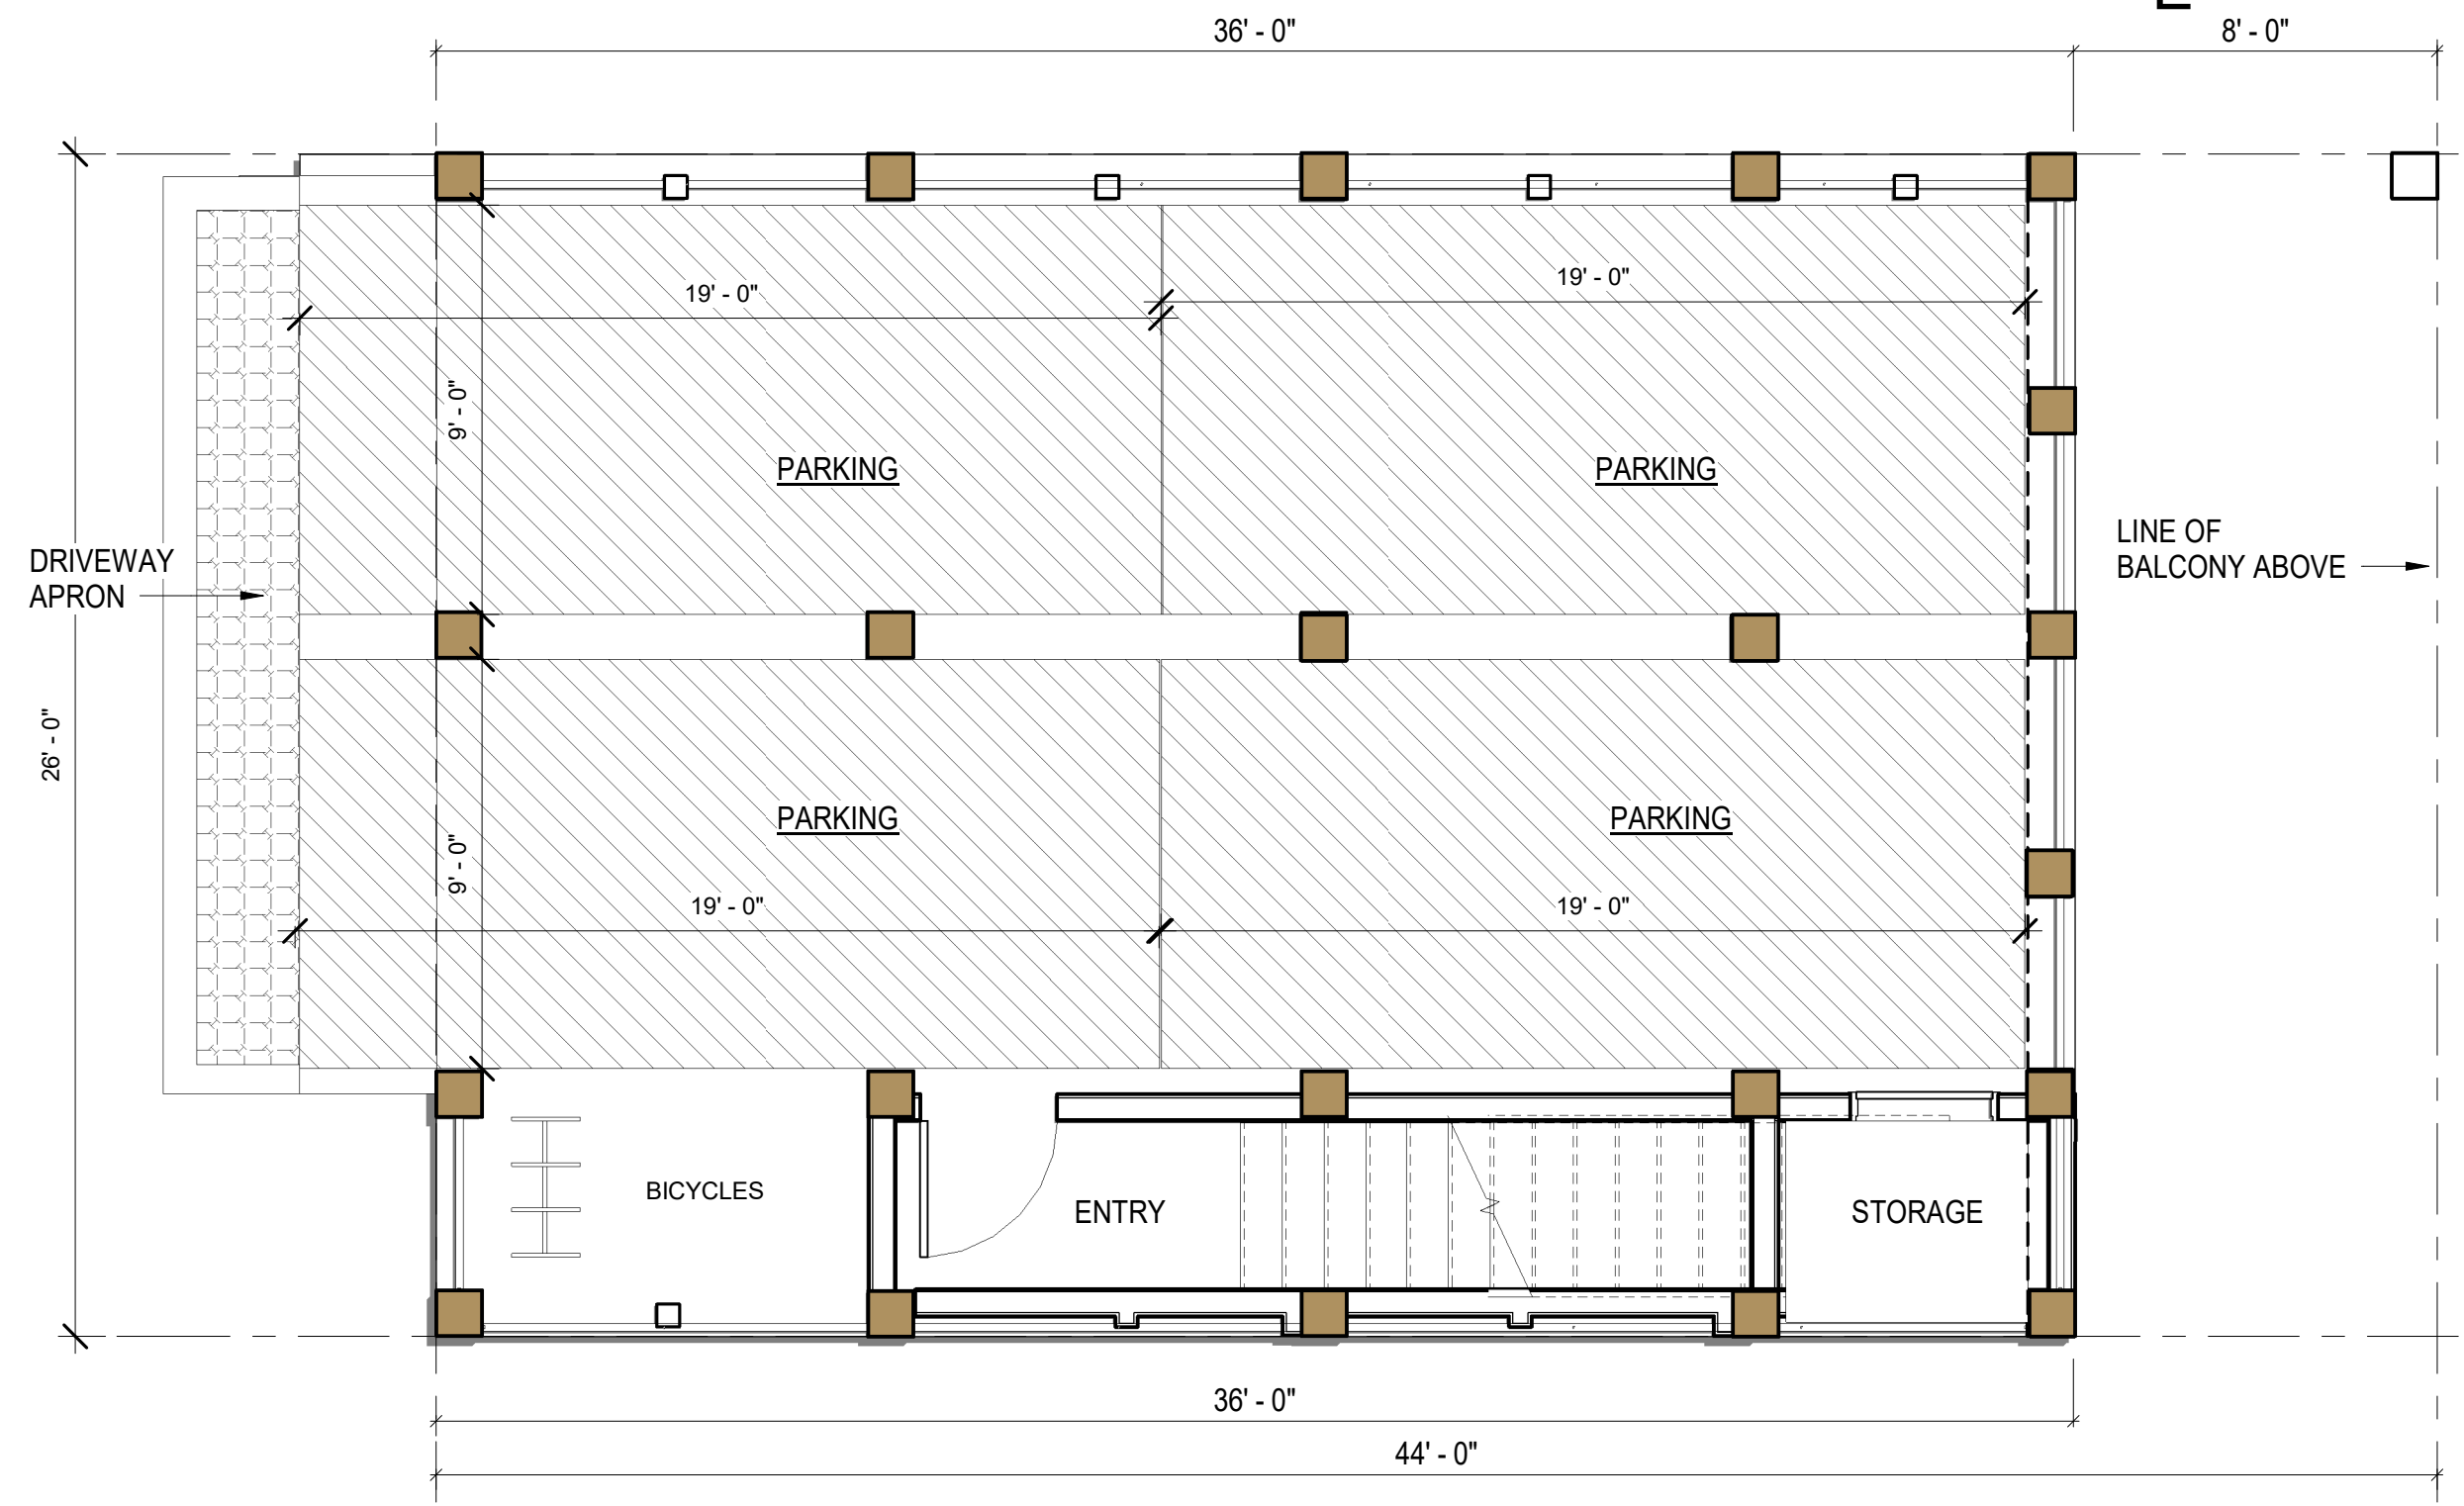 36' - 0"
8' - 0"
19' - 0"
19' - 0"
9' - 0"
PARKING
PARKING
LINE OF
BALCONY ABOVE
DRIVEWAY
APRON
26' - 0"
PARKING
PARKING
9' - 0"
19' - 0"
19' - 0"
BICYCLES
ENTRY
STORAGE
36' - 0"
44' - 0"